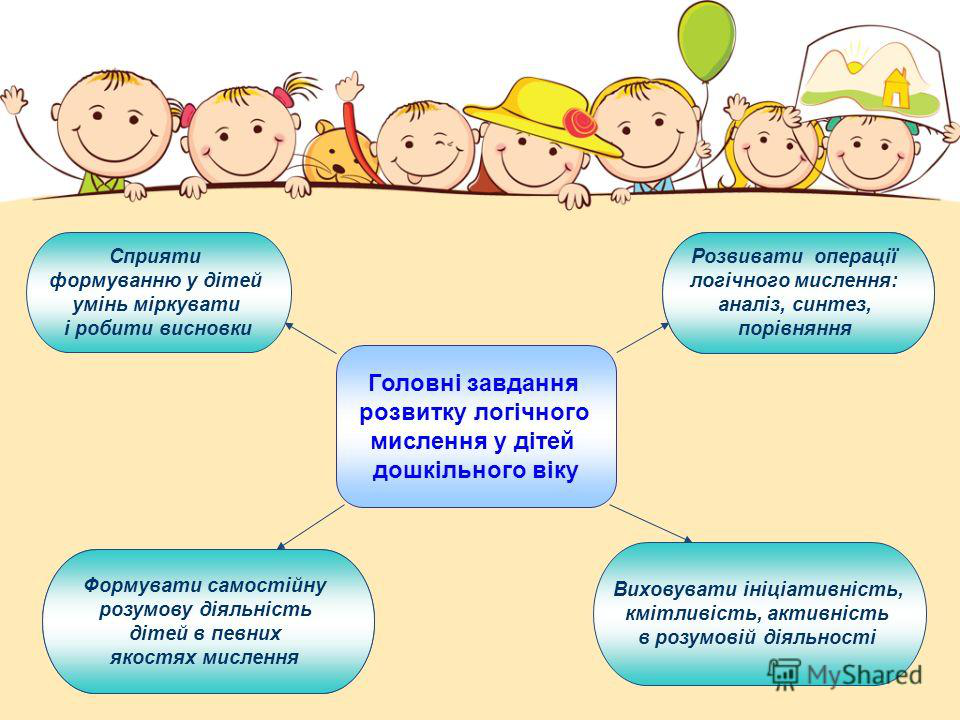 Сприяти
формуванню у дітей
умінь міркувати
і робити висновки
Розвивати операції
логічного мислення:
аналіз, синтез,
порівняння
Головні завдання
розвитку логічного
мислення у дітей
дошкільного віку
Формувати самостійну
розумову діяльність
дітей в певних
якостях мислення
Виховувати ініціативність,
кмітливість, активність
в розумовій діяльності
MyShared